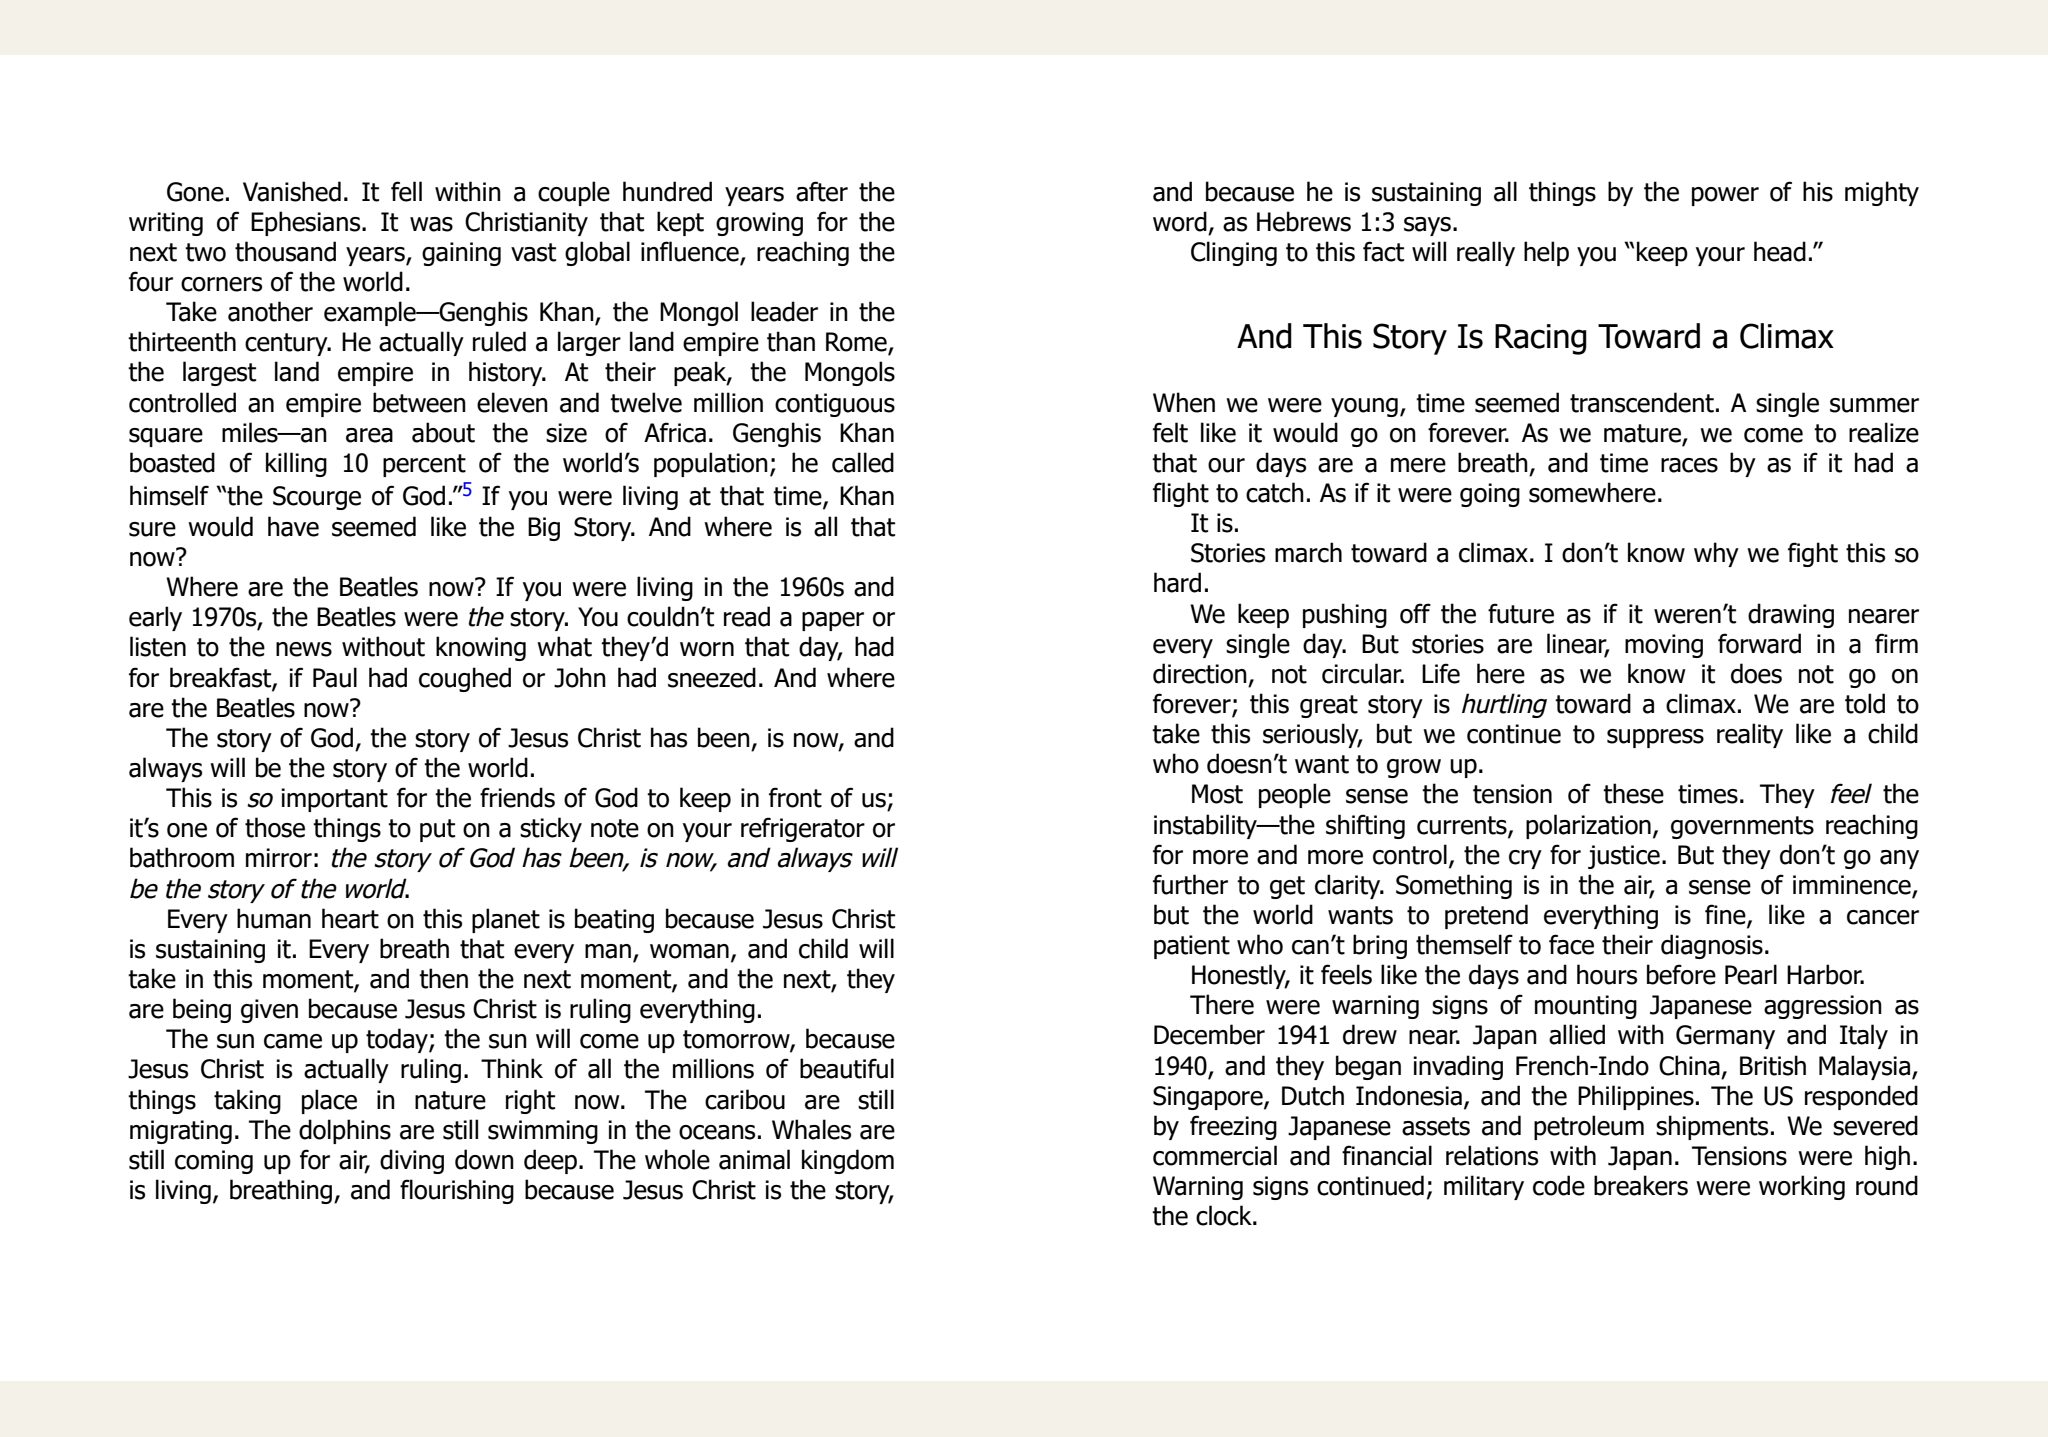 Gone. Vanished. It fell within a couple hundred years after the
writing of Ephesians. It was Christianity that kept growing for the
next two thousand years, gaining vast global influence, reaching the
four corners of the world.
Take another example—Genghis Khan, the Mongol leader in the
thirteenth century. He actually ruled a larger land empire than Rome,
the largest land empire in history. At their peak, the Mongols
controlled an empire between eleven and twelve million contiguous
square miles—an area about the size of Africa. Genghis Khan
boasted of killing 10 percent of the world’s population; he called
himself “the Scourge of God.”5 If you were living at that time, Khan
sure would have seemed like the Big Story. And where is all that
now?
Where are the Beatles now? If you were living in the 1960s and
early 1970s, the Beatles were the story. You couldn’t read a paper or
listen to the news without knowing what they’d worn that day, had
for breakfast, if Paul had coughed or John had sneezed. And where
are the Beatles now?
The story of God, the story of Jesus Christ has been, is now, and
always will be the story of the world.
This is so important for the friends of God to keep in front of us;
it’s one of those things to put on a sticky note on your refrigerator or
bathroom mirror: the story of God has been, is now, and always will
be the story of the world.
Every human heart on this planet is beating because Jesus Christ
is sustaining it. Every breath that every man, woman, and child will
take in this moment, and then the next moment, and the next, they
are being given because Jesus Christ is ruling everything.
The sun came up today; the sun will come up tomorrow, because
Jesus Christ is actually ruling. Think of all the millions of beautiful
things taking place in nature right now. The caribou are still
migrating. The dolphins are still swimming in the oceans. Whales are
still coming up for air, diving down deep. The whole animal kingdom
is living, breathing, and flourishing because Jesus Christ is the story,
and because he is sustaining all things by the power of his mighty
word, as Hebrews 1:3 says.
Clinging to this fact will really help you “keep your head.”
And This Story Is Racing Toward a Climax
When we were young, time seemed transcendent. A single summer
felt like it would go on forever. As we mature, we come to realize
that our days are a mere breath, and time races by as if it had a
flight to catch. As if it were going somewhere.
It is.
Stories march toward a climax. I don’t know why we fight this so
hard.
We keep pushing off the future as if it weren’t drawing nearer
every single day. But stories are linear, moving forward in a firm
direction, not circular. Life here as we know it does not go on
forever; this great story is hurtling toward a climax. We are told to
take this seriously, but we continue to suppress reality like a child
who doesn’t want to grow up.
Most people sense the tension of these times. They feel the
instability—the shifting currents, polarization, governments reaching
for more and more control, the cry for justice. But they don’t go any
further to get clarity. Something is in the air, a sense of imminence,
but the world wants to pretend everything is fine, like a cancer
patient who can’t bring themself to face their diagnosis.
Honestly, it feels like the days and hours before Pearl Harbor.
There were warning signs of mounting Japanese aggression as
December 1941 drew near. Japan allied with Germany and Italy in
1940, and they began invading French-Indo China, British Malaysia,
Singapore, Dutch Indonesia, and the Philippines. The US responded
by freezing Japanese assets and petroleum shipments. We severed
commercial and financial relations with Japan. Tensions were high.
Warning signs continued; military code breakers were working round
the clock.